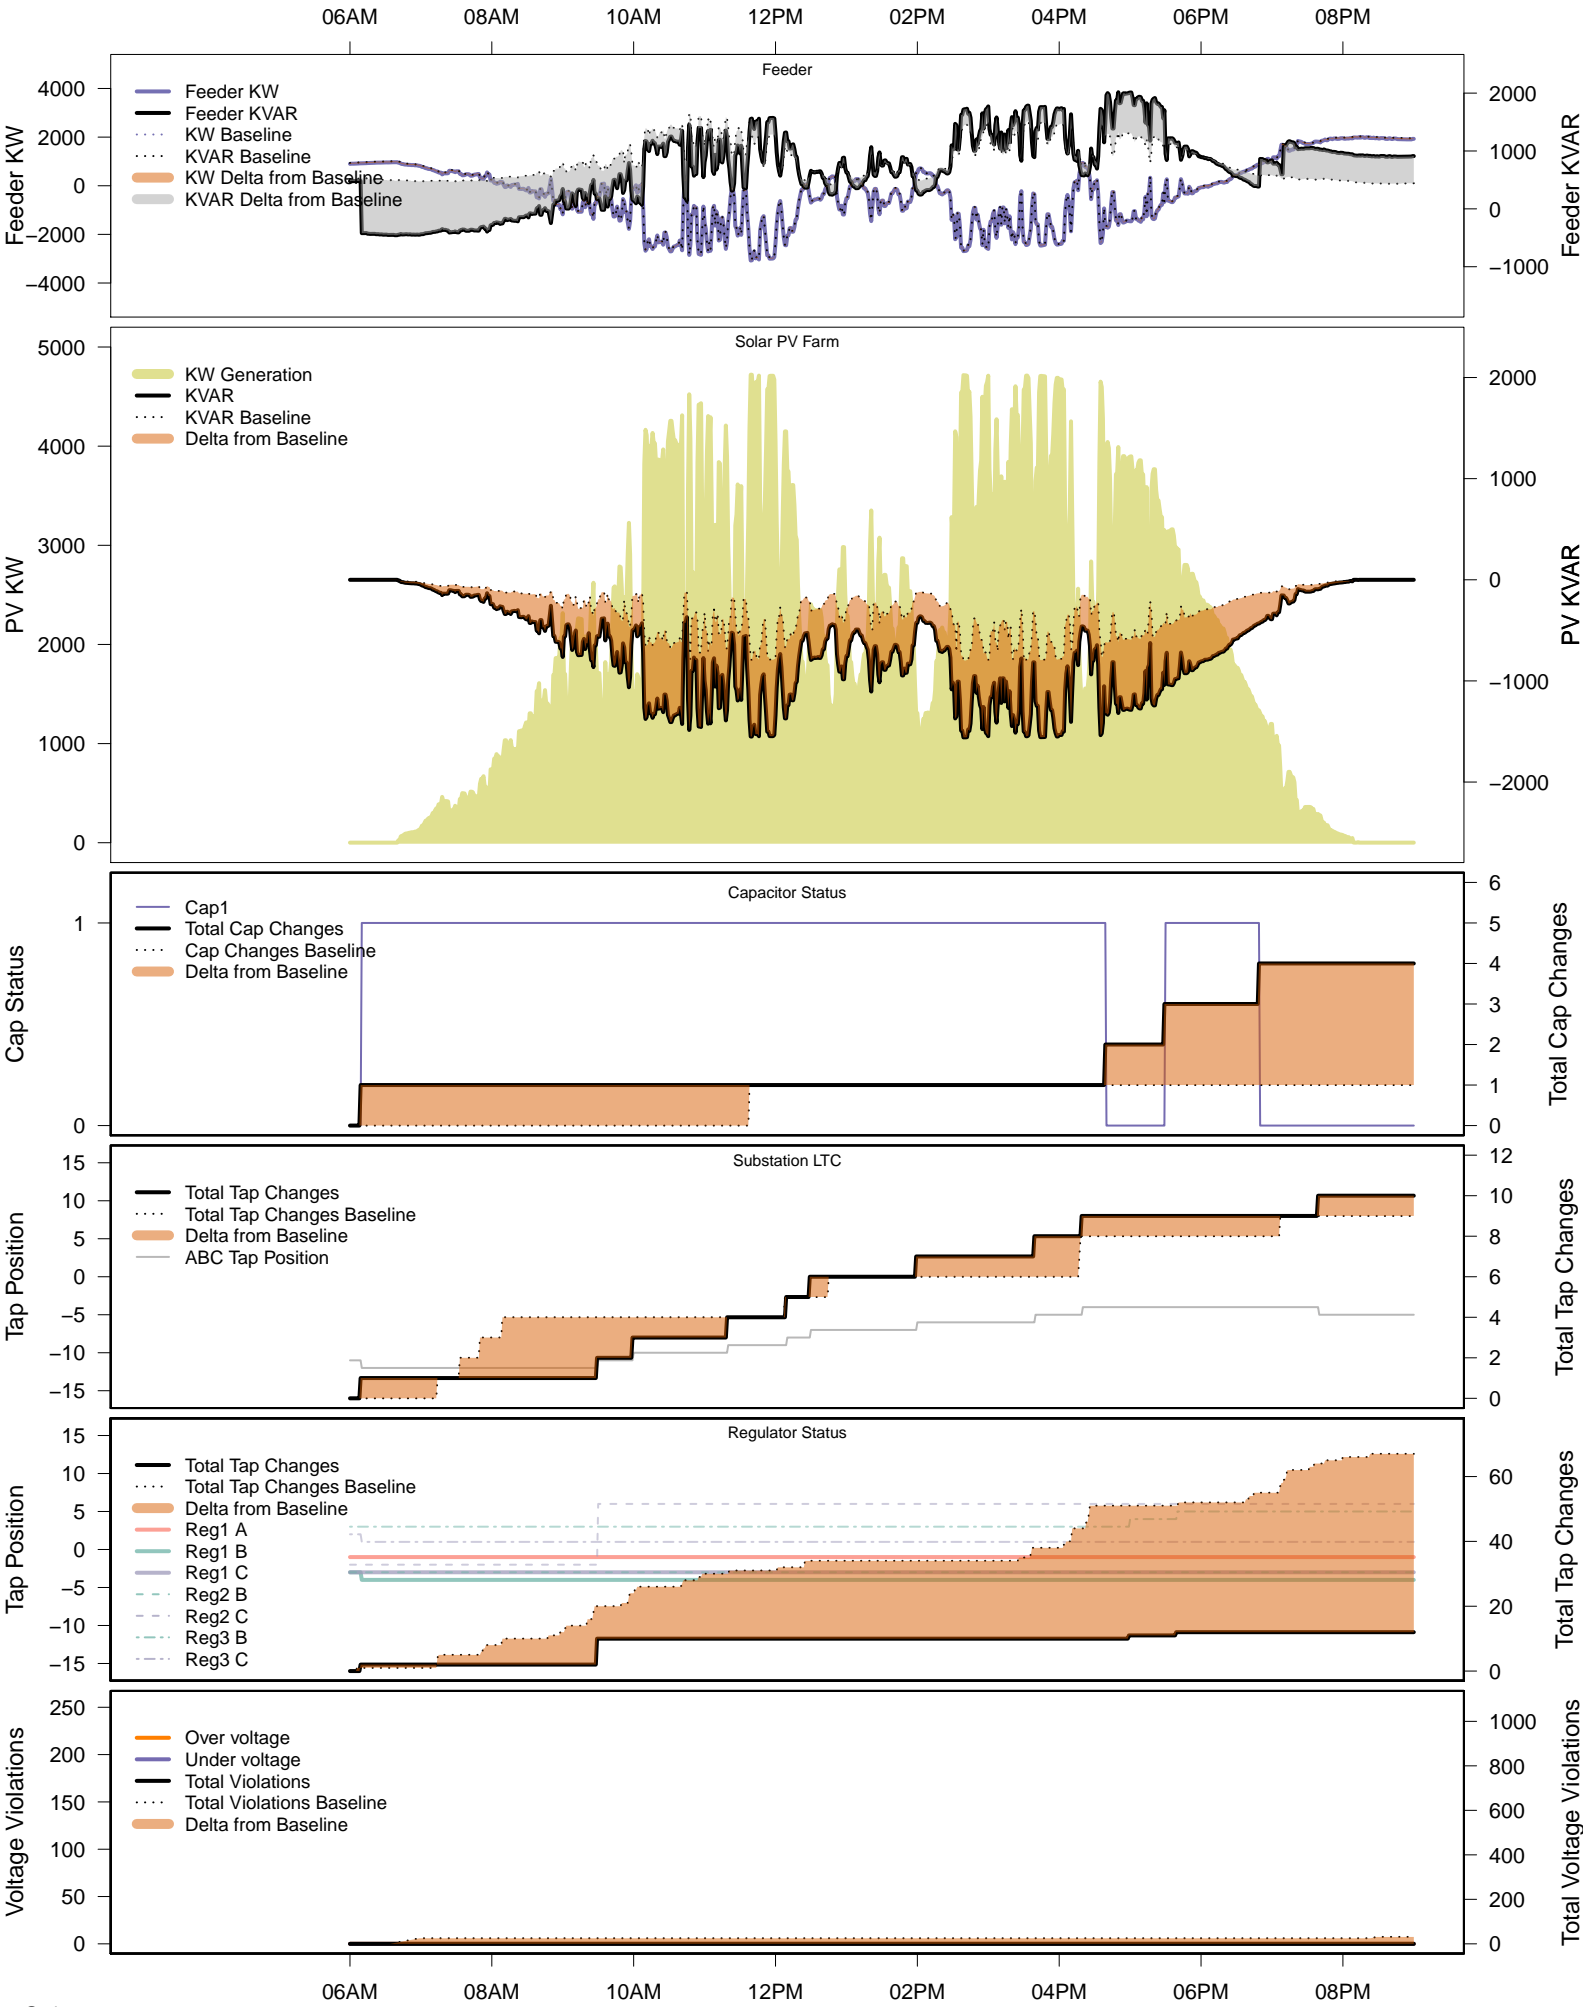 06AM 08AM 10AM 12PM 02PM 04PM 06PM 08PM
Feeder
Feeder KW
Feeder KVAR
KW Baseline
KVAR Baseline
KW Delta from Baseline
KVAR Delta from Baseline
4000
2000
0
−2000
−4000
Feeder KW
2000
1000
0
−1000
Feeder KVAR
Solar PV Farm
KW Generation
KVAR
KVAR Baseline
Delta from Baseline
5000
4000
3000
2000
1000
0
PV KW
2000
1000
0
−1000
−2000
PV KVAR
Capacitor Status
Cap1
Total Cap Changes
Cap Changes Baseline
Delta from Baseline
1
0
Cap Status
6
5
4
3
2
1
0
Total Cap Changes
Substation LTC
Total Tap Changes
Total Tap Changes Baseline
Delta from Baseline
ABC Tap Position
15
10
5
0
−5
−10
−15
Tap Position
12
10
8
6
4
2
0
Total Tap Changes
Regulator Status
Total Tap Changes
Total Tap Changes Baseline
Delta from Baseline
Reg1 A
Reg1 B
Reg1 C
Reg2 B
Reg2 C
Reg3 B
Reg3 C
15
10
5
0
−5
−10
−15
Tap Position
60
40
20
0
Total Tap Changes
Over voltage
Under voltage
Total Violations
Total Violations Baseline
Delta from Baseline
250
200
150
100
50
0
Voltage Violations
1000
800
600
400
200
0
Total Voltage Violations
06AM 08AM 10AM 12PM 02PM 04PM 06PM 08PM